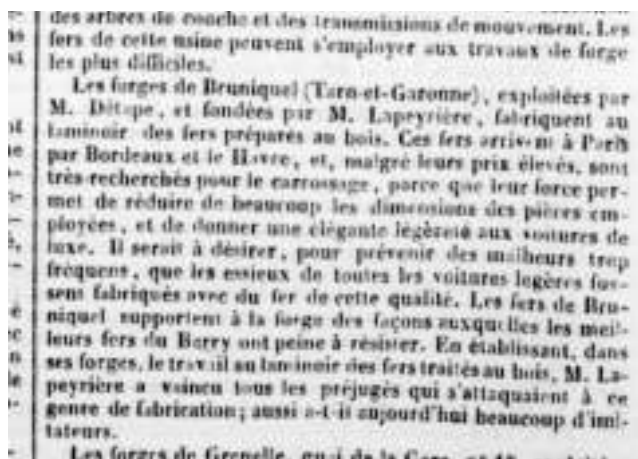 des arbres de couche et des transmissions de mouvement. Les
fers de cette usine peuvent s'employer aux travaux de forge
les plus difficiles.
Les forges de Bruniquel (Tarn-et-Garonne), exploitées par
M. Détape, et fondées par M. Lapeyrière, fabriquent au
laminoir des fers préparés au bois. Ces fers arrivent à Paris
par Bordeaux et le Havre, et, malgré leurs prix élevés, sont
très-recherchés pour le carrossage, parce que leur force per-
met de réduire de beaucoup les dimensions des pièces em-
ployées, et de donner une élégante légèreté aux voitures de
luxe. Il serait à désirer, pour prévenir des malheurs trop
fréquens, que les essieux de toutes les voitures légères fus-
sent fabriqués avec du fer de cette qualité. Les fers de Bru-
niquel supportent à la forge des façons auxquelles les meil-
leurs fers du Berry ont peine à résister. En établissant, dans
ses forges, le travail au laminoir des fers traités au bois, M. La-
peyrière a vaincu tous les préjugés qui s'attaquaient à ce
genre de fabrication; aussi a-t-il aujourd'hui beaucoup d'imi-
tateurs.
Les forges de Grenelle, quai de la Gare,